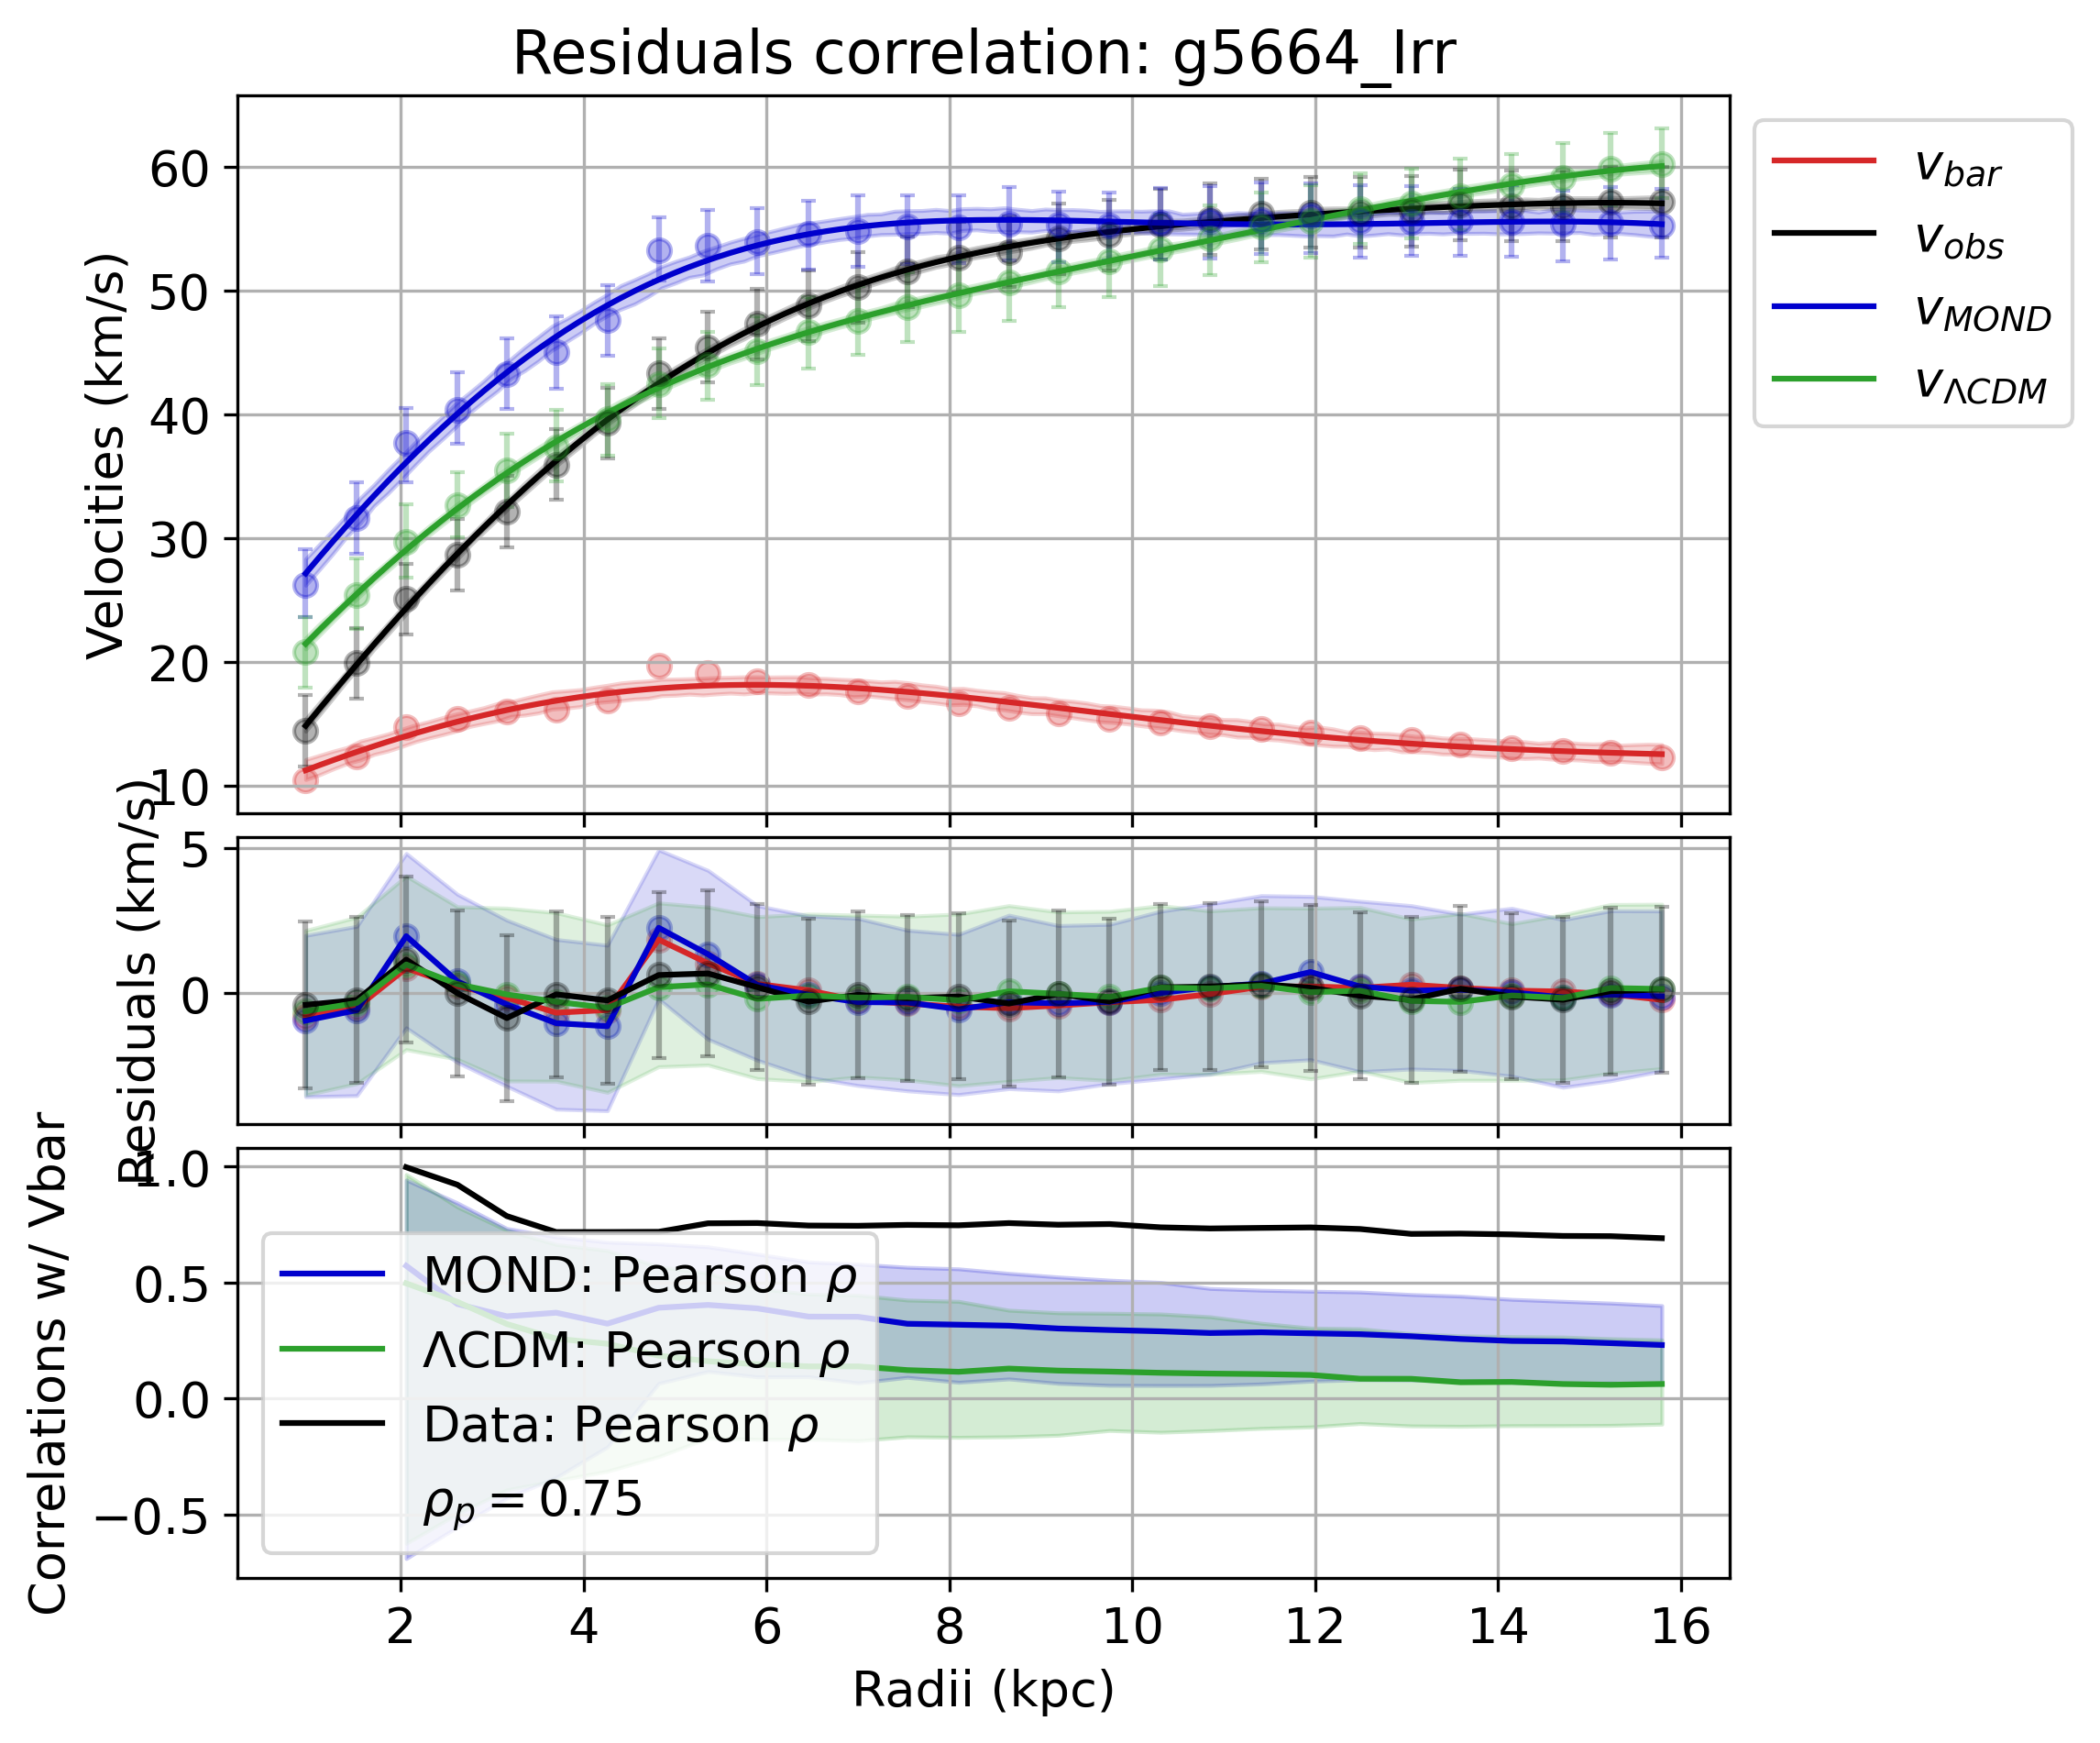 Residuals correlation: g5664_Irr
Velocities (km/s)
60
50
40
30
20
10
v_bar
v_obs
v_MOND
v_ΛCDM
Residuals (km/s)
5
0
Correlations w/ Vbar
1.0
0.5
0.0
−0.5
MOND: Pearson ρ
ΛCDM: Pearson ρ
Data: Pearson ρ
ρ_p = 0.75
2 4 6 8 10 12 14 16
Radii (kpc)